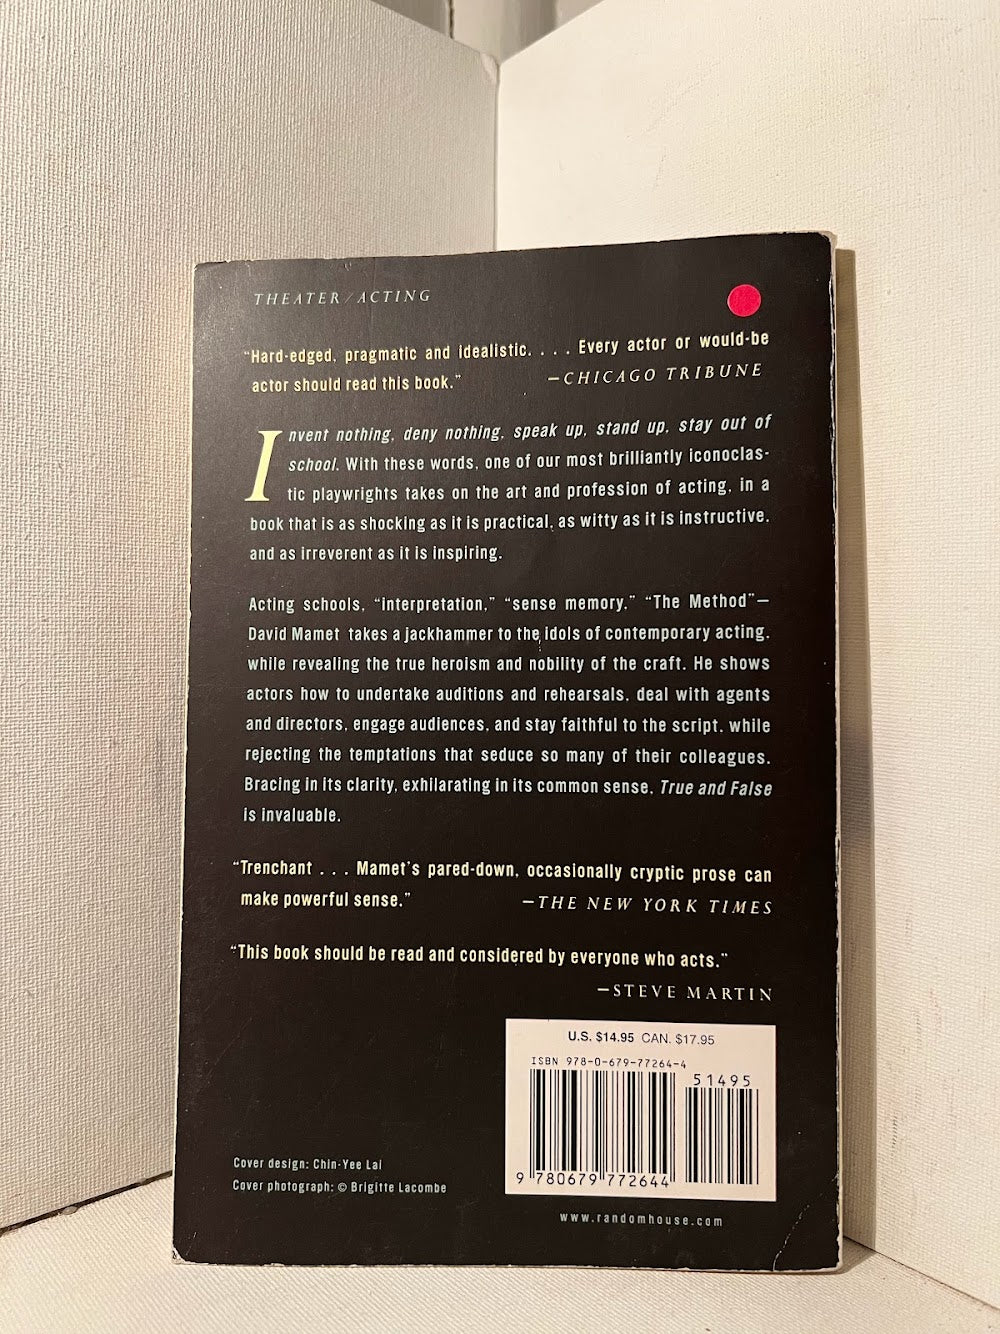 THEATER/ACTING
“Hard-edged, pragmatic and idealistic. . . . Every actor or would-be
actor should read this book.” —CHICAGO TRIBUNE
Invent nothing, deny nothing, speak up, stand up, stay out of
school. With these words, one of our most brilliantly iconoclas-
tic playwrights takes on the art and profession of acting, in a
book that is as shocking as it is practical, as witty as it is instructive,
and as irreverent as it is inspiring.
Acting schools, “interpretation,” “sense memory,” “The Method”—
David Mamet takes a jackhammer to the idols of contemporary acting,
while revealing the true heroism and nobility of the craft. He shows
actors how to undertake auditions and rehearsals, deal with agents
and directors, engage audiences, and stay faithful to the script, while
rejecting the temptations that seduce so many of their colleagues.
Bracing in its clarity, exhilarating in its common sense, True and False
is invaluable.
“Trenchant . . . Mamet’s pared-down, occasionally cryptic prose can
make powerful sense.” —THE NEW YORK TIMES
“This book should be read and considered by everyone who acts.”
—STEVE MARTIN
U.S. $14.95 CAN. $17.95
ISBN 978-0-679-77264-4
51495
9 780679 772644
Cover design: Chin-Yee Lai
Cover photograph: © Brigitte Lacombe
www.randomhouse.com